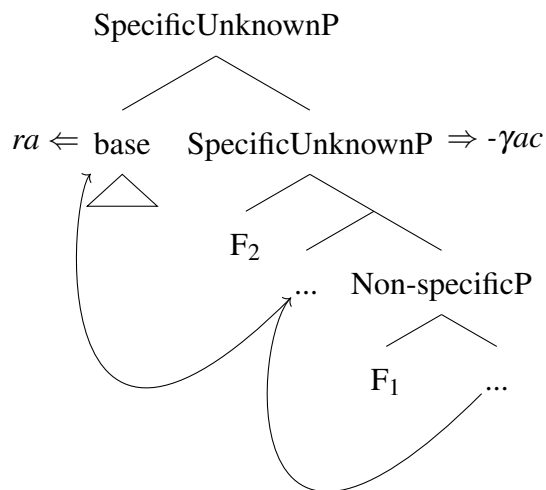 SpecificUnknownP
ra ⇐ base SpecificUnknownP ⇒ -γac
F₂
... Non-specificP
F₁ ...